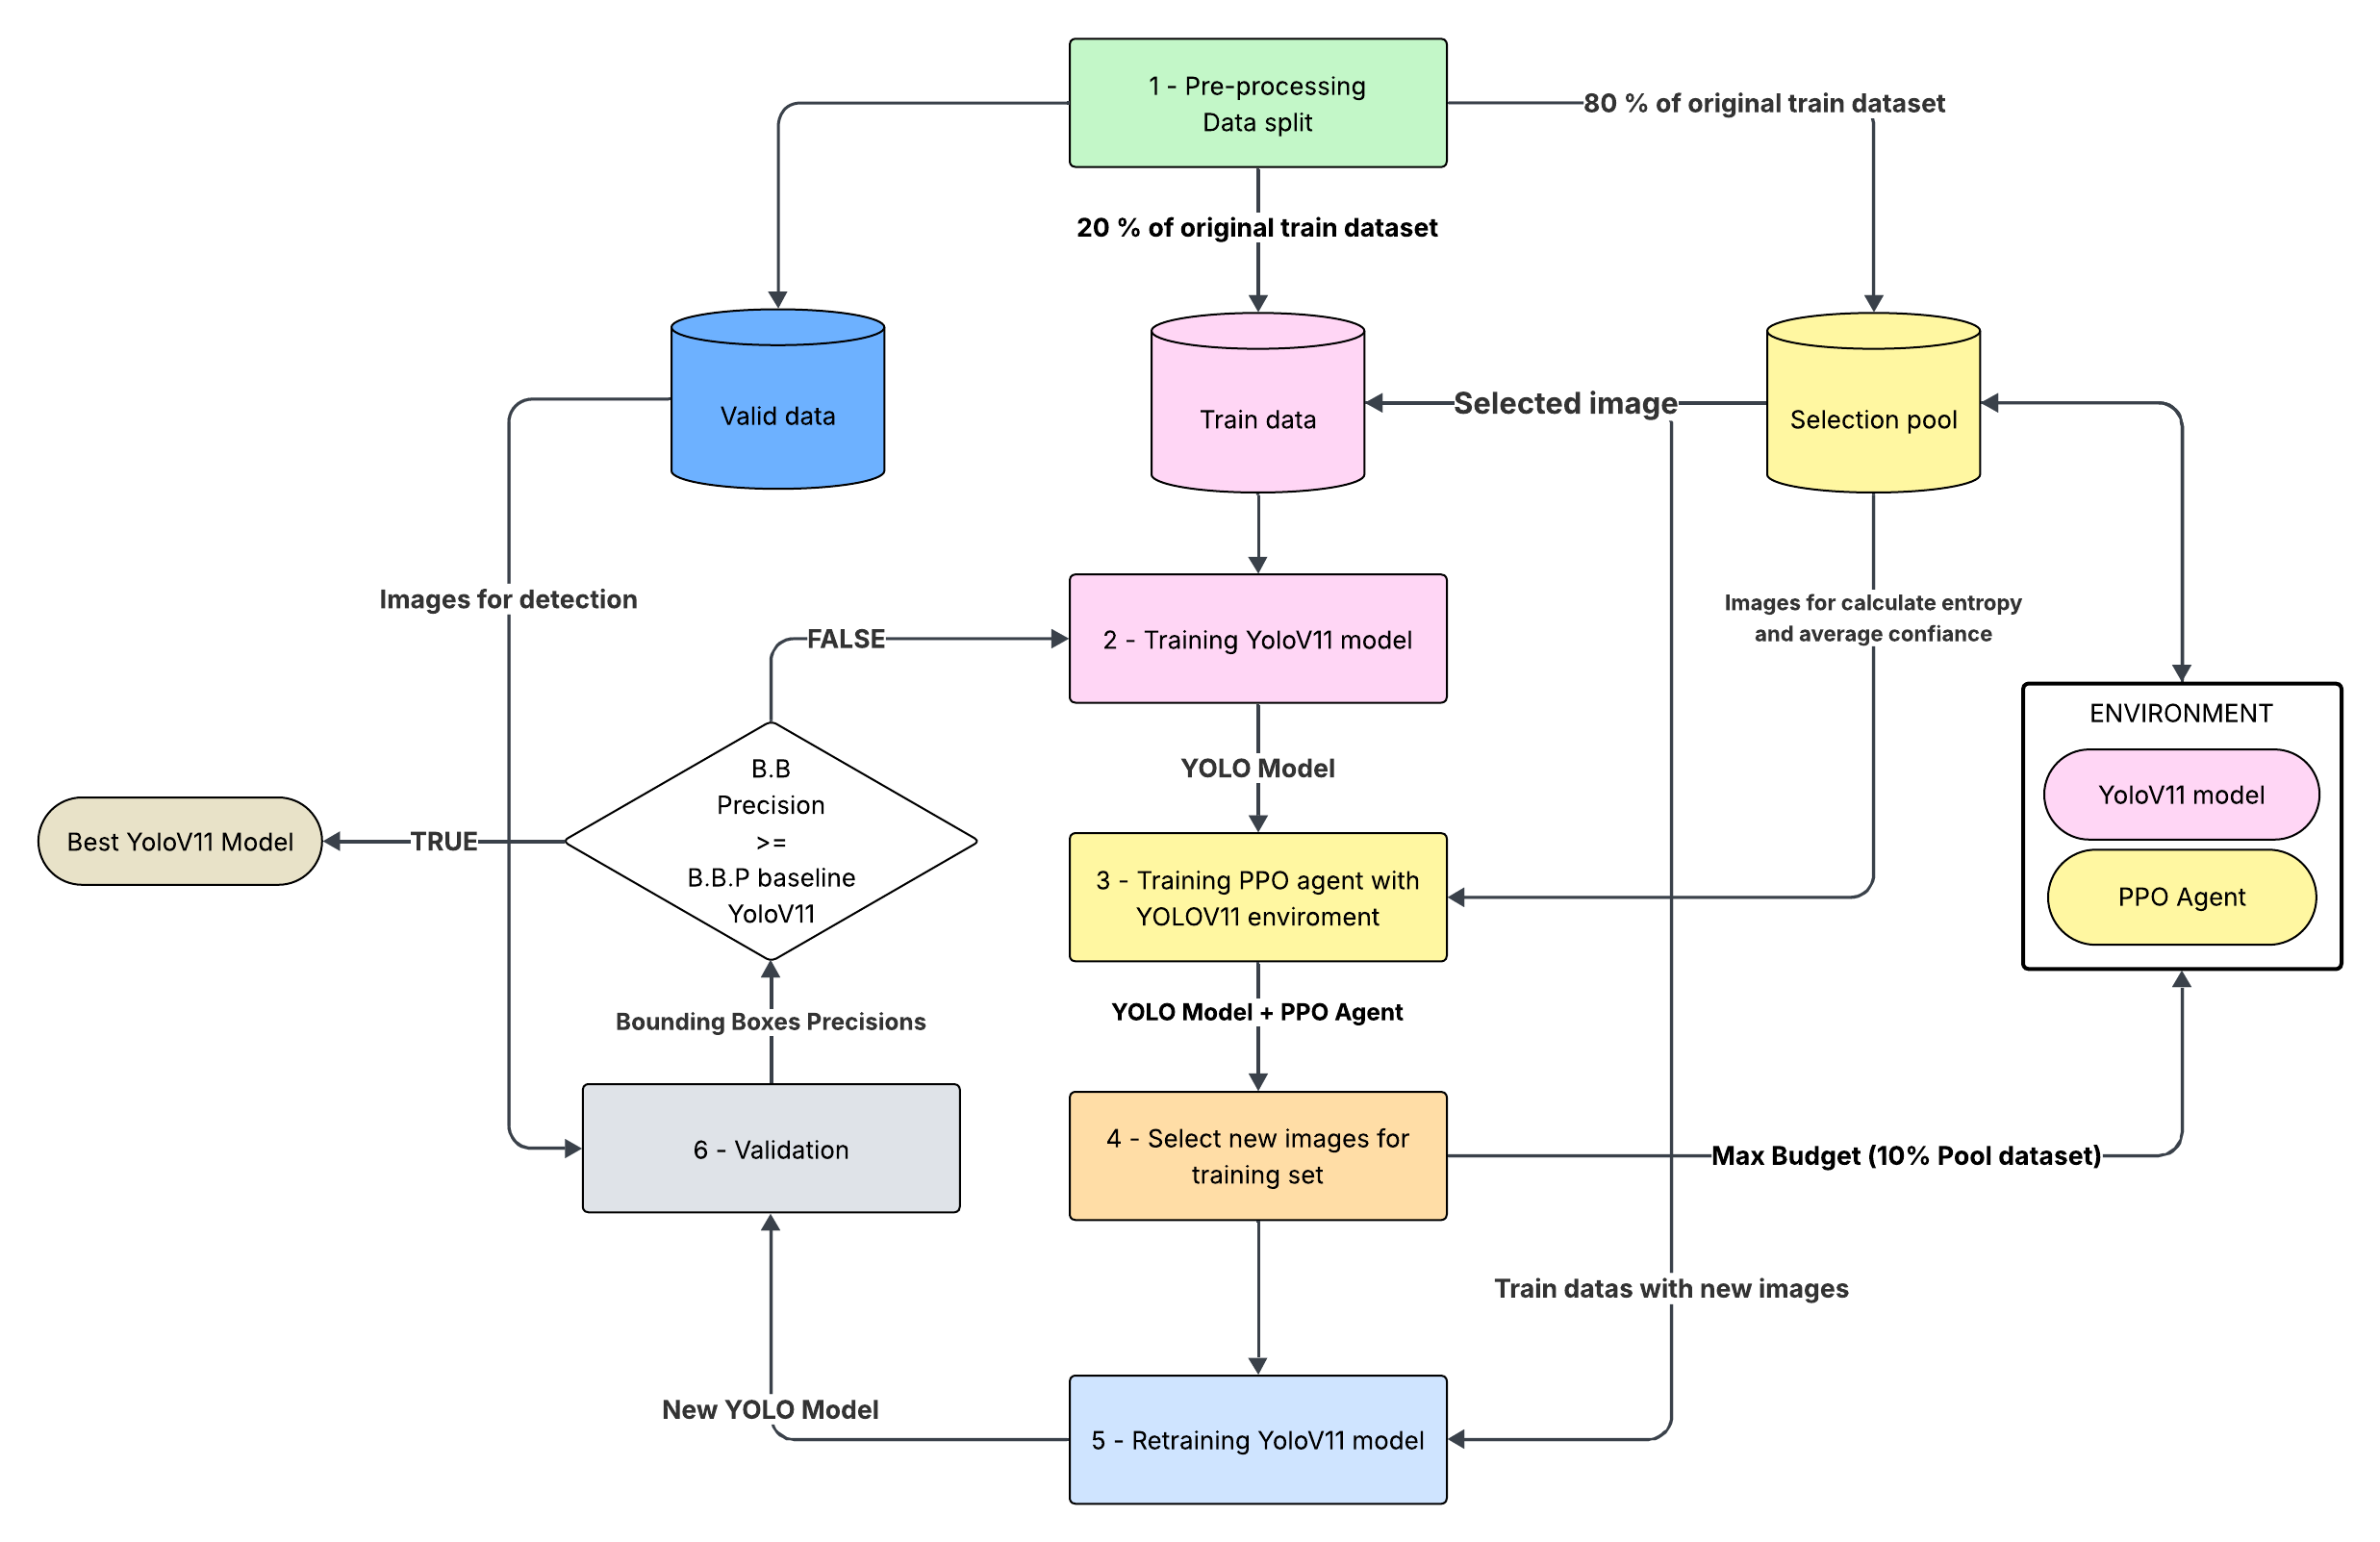 1 - Pre-processing
Data split
80 % of original train dataset
20 % of original train dataset
Valid data
Train data
Selected image
Selection pool
Images for detection
FALSE
2 - Training YoloV11 model
Images for calculate entropy
and average confiance
YOLO Model
ENVIRONMENT
YoloV11 model
PPO Agent
Best YoloV11 Model
TRUE
B.B
Precision
>=
B.B.P baseline
YoloV11
3 - Training PPO agent with
YOLOV11 enviroment
Bounding Boxes Precisions
YOLO Model + PPO Agent
6 - Validation
4 - Select new images for
training set
Max Budget (10% Pool dataset)
Train datas with new images
New YOLO Model
5 - Retraining YoloV11 model